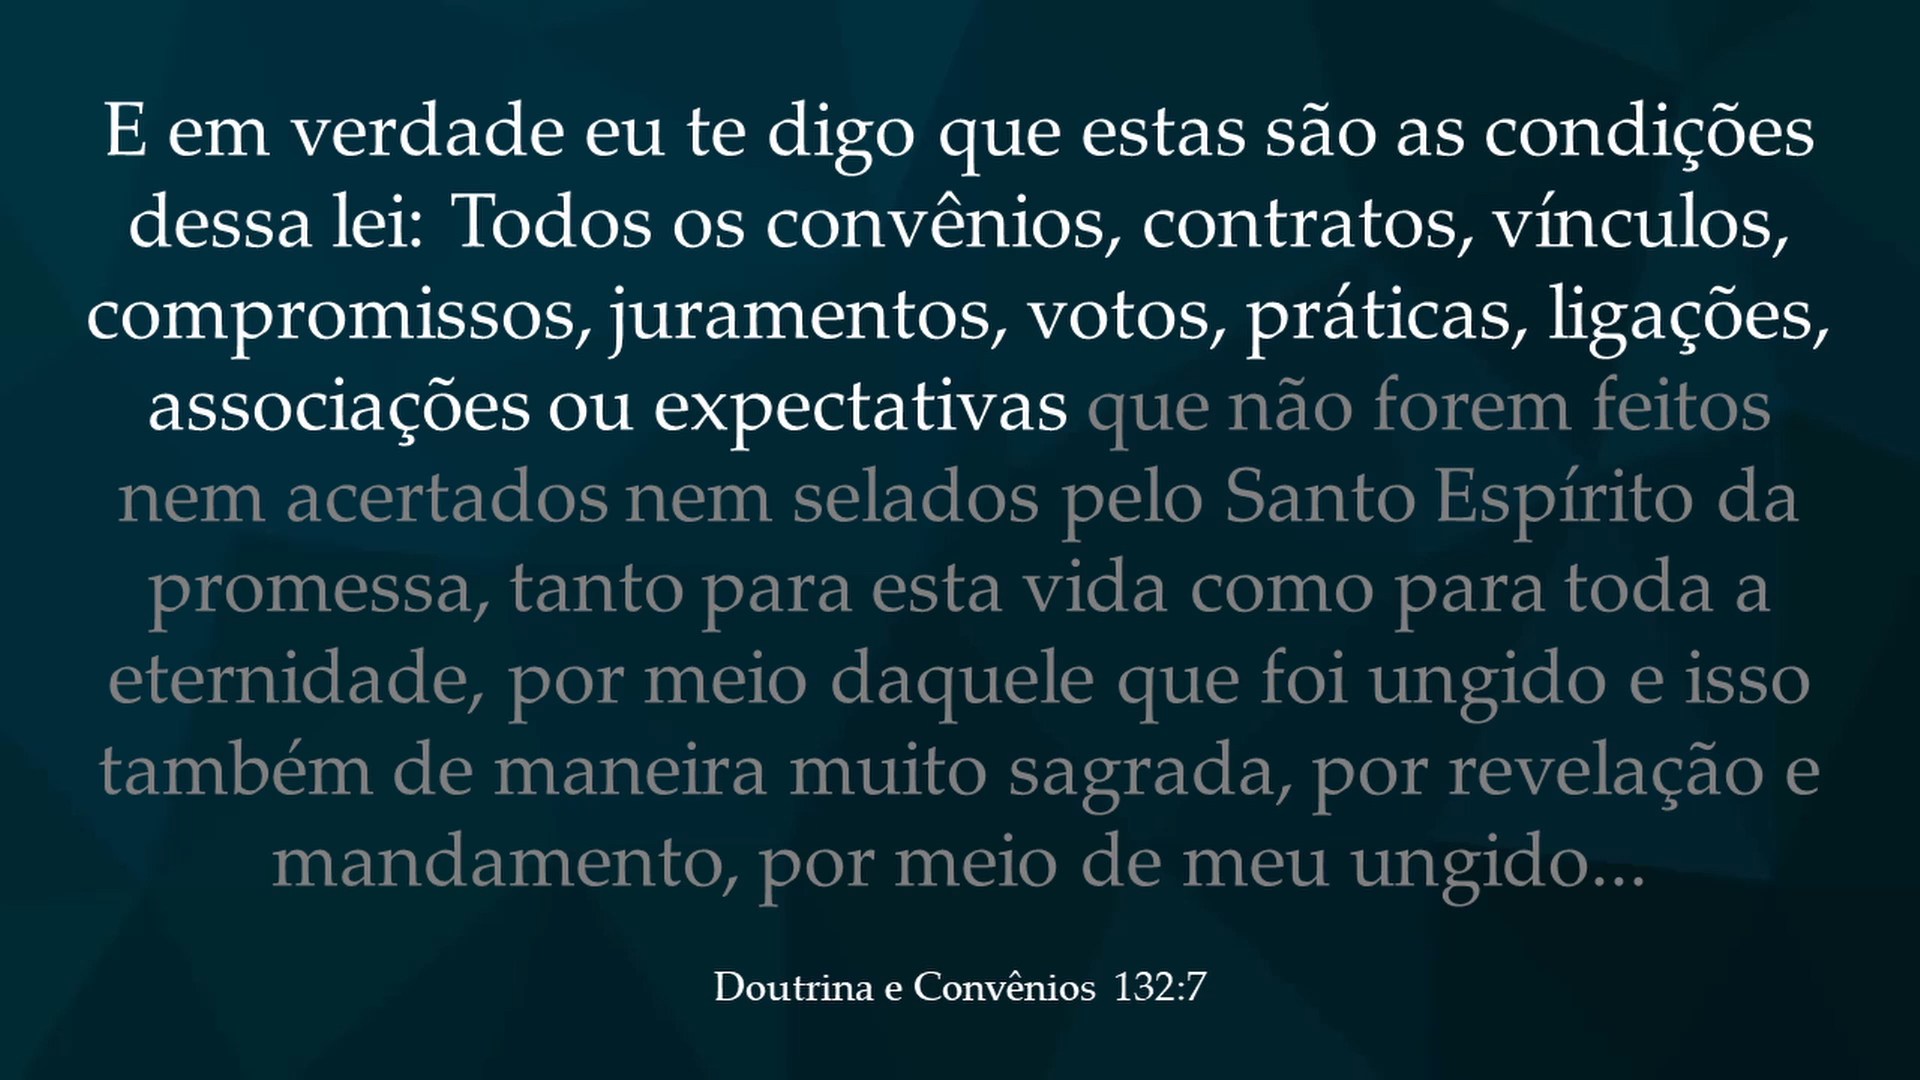 E em verdade eu te digo que estas são as condições
dessa lei: Todos os convênios, contratos, vínculos,
compromissos, juramentos, votos, práticas, ligações,
associações ou expectativas que não forem feitos
nem acertados nem selados pelo Santo Espírito da
promessa, tanto para esta vida como para toda a
eternidade, por meio daquele que foi ungido e isso
também de maneira muito sagrada, por revelação e
mandamento, por meio de meu ungido...
Doutrina e Convênios 132:7